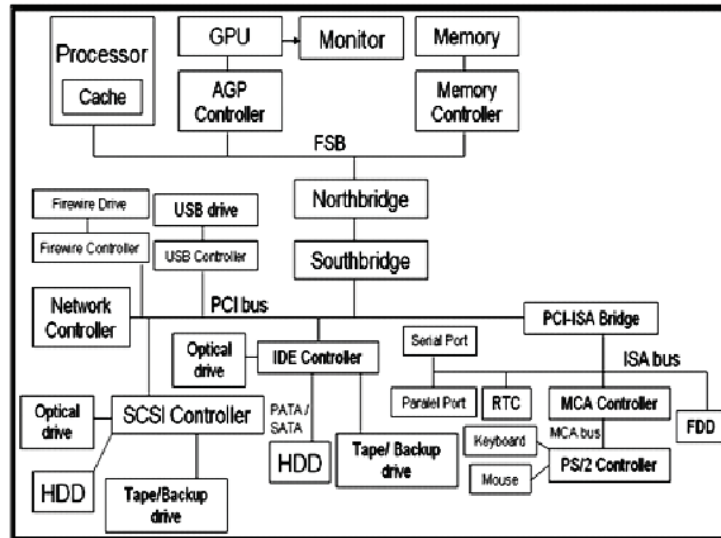 Processor
Cache
GPU
Monitor
Memory
AGP
Controller
Memory
Controller
FSB
Northbridge
Southbridge
Firewire Drive
USB drive
Firewire Controller
USB Controller
Network
Controller
PCI bus
PCI-ISA Bridge
Optical
drive
IDE Controller
Serial Port
ISA bus
Paralel Port
RTC
MCA Controller
FDD
Optical
drive
SCSI Controller
PATA /
SATA
Keyboard
MCA bus
HDD
Tape/Backup
drive
HDD
Tape/ Backup
drive
Mouse
PS/2 Controller